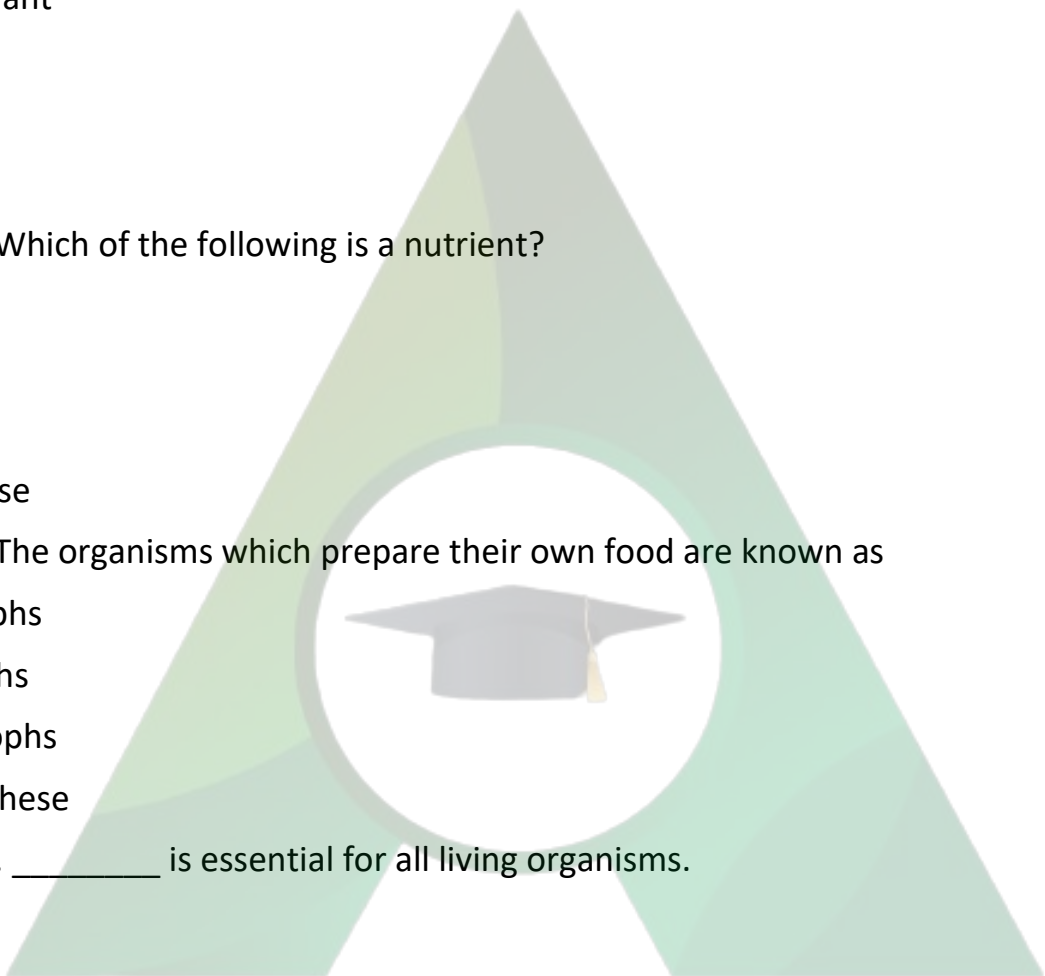 ant
Which of the following is a nutrient?
se
The organisms which prepare their own food are known as
phs
hs
ophs
hese
. ________ is essential for all living organisms.